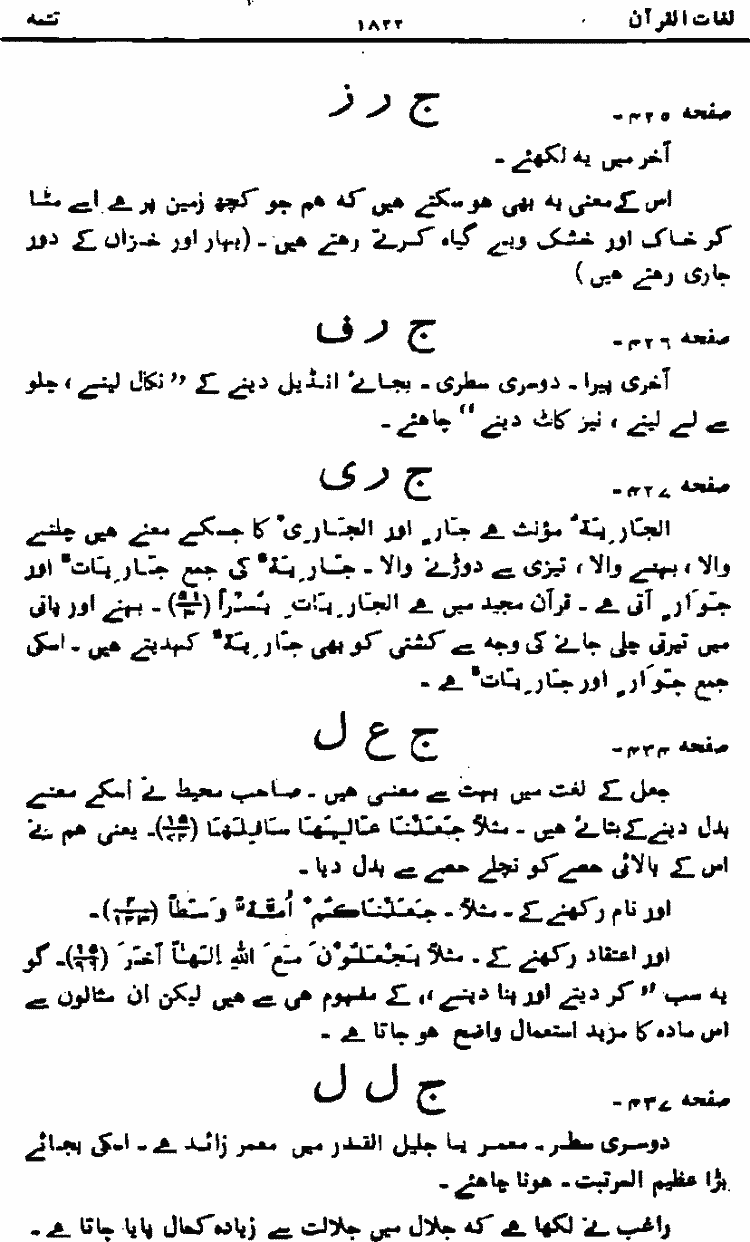 لغات القرآن ۱۸۲۲ تتمہ
صفحہ ۴۲۵-
ج ر ز
آخر میں یہ لکھئے -
اس کے معنی یہ بھی ہوسکتے ہیں کہ ہم جو کچھ زمین پر ہے اسے مٹا
کر خاک اور خشک وبے گیاہ کرتے رہتے ہیں - (بہار اور خزاں کے دور
جاری رہتے ہیں)
صفحہ ۴۲۶-
ج ر ف
آخری پیرا - دوسری سطری - بجائے انڈیل دینے کے ’’ نکال لینے ، چلو
سے لے لینے ، نیز کاٹ دینے ‘‘ چاہئے -
صفحہ ۴۲۷-
ج ر ی
الجَارِیَةُ مؤنث ہے جَارٍ اور الجَارِیْ کا جسکے معنے ہیں چلنے
والا ، بہنے والا ، تیزی سے دوڑنے والا - جَارِیَةٌ کی جمع جَارِیَاتٌ اور
جَوَارٍ آتی ہے - قرآن مجید میں ہے الجَارِیَاتِ یُسْراً (۵۱/۳) - بہنے اور پانی
میں تیرتی چلی جانے کی وجہ سے کشتی کو بھی جَارِیَةٌ کہدیتے ہیں - اسکی
جمع جَوَارٍ اور جَارِیَاتٌ ہے -
صفحہ ۴۳۴-
ج ع ل
جعل کے لغت میں بہت سے معنی ہیں - صاحب محیط نے اسکے معنے
بدل دینے کے بتائے ہیں - مثلاً جَعَلْنَا عَالِیَهَا سَافِلَهَا - یعنی ہم نے
اس کے بالائی حصے کو نچلے حصے سے بدل دیا -
اور نام رکھنے کے - مثلاً - جَعَلْنَاکُمْ اُمَّةً وَسَطاً (۲/۱۴۳) -
اور اعتقاد رکھنے کے - مثلاً یَجْعَلُوْنَ مَعَ اللّٰهِ اِلٰهاً آخَرَ (۱۵/۹۶) - گو
یہ سب ’’ کر دیتے اور بنا دینے ،، کے مفہوم ہی سے ہیں لیکن ان مثالوں سے
اس مادہ کا مزید استعمال واضح ہو جاتا ہے -
صفحہ ۴۳۷-
ج ل ل
دوسری سطر - معمر یا جلیل القدر میں معمر زائد ہے - اسکی بجائے
بڑا عظیم المرتبت - ہونا چاہئے -
راغب نے لکھا ہے کہ جلال میں جلالت سے زیادہ کمال پایا جاتا ہے -